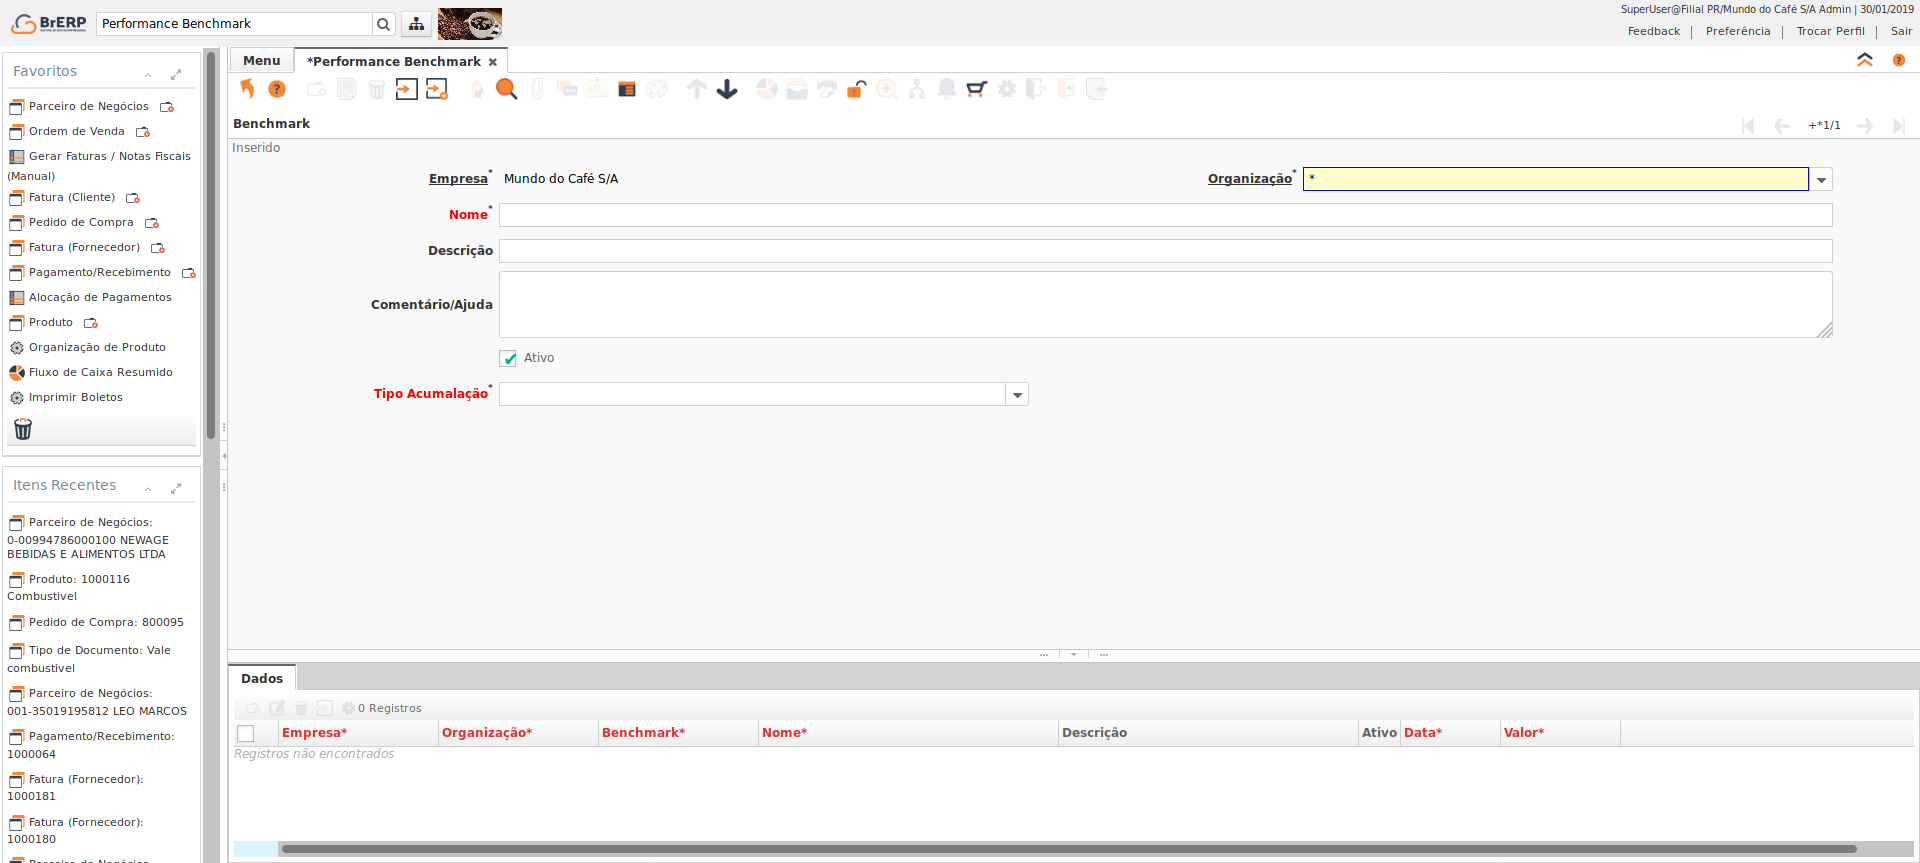 BrERP
Performance Benchmark
SuperUser@Filial PR/Mundo do Café S/A Admin | 30/01/2019
Feedback | Preferência | Trocar Perfil | Sair
Favoritos
Parceiro de Negócios
Ordem de Venda
Gerar Faturas / Notas Fiscais
(Manual)
Fatura (Cliente)
Pedido de Compra
Fatura (Fornecedor)
Pagamento/Recebimento
Alocação de Pagamentos
Produto
Organização de Produto
Fluxo de Caixa Resumido
Imprimir Boletos
Itens Recentes
Parceiro de Negócios:
0-00994786000100 NEWAGE
BEBIDAS E ALIMENTOS LTDA
Produto: 1000116
Combustivel
Pedido de Compra: 800095
Tipo de Documento: Vale
combustivel
Parceiro de Negócios:
001-35019195812 LEO MARCOS
Pagamento/Recebimento:
1000064
Fatura (Fornecedor):
1000181
Fatura (Fornecedor):
1000180
Parceiro de Negócios
Menu
*Performance Benchmark
Benchmark
+*1/1
Inserido
Empresa* Mundo do Café S/A
Organização* *
Nome*
Descrição
Comentário/Ajuda
Ativo
Tipo Acumalação*
Dados
0 Registros
Empresa* Organização* Benchmark* Nome* Descrição Ativo Data* Valor*
Registros não encontrados